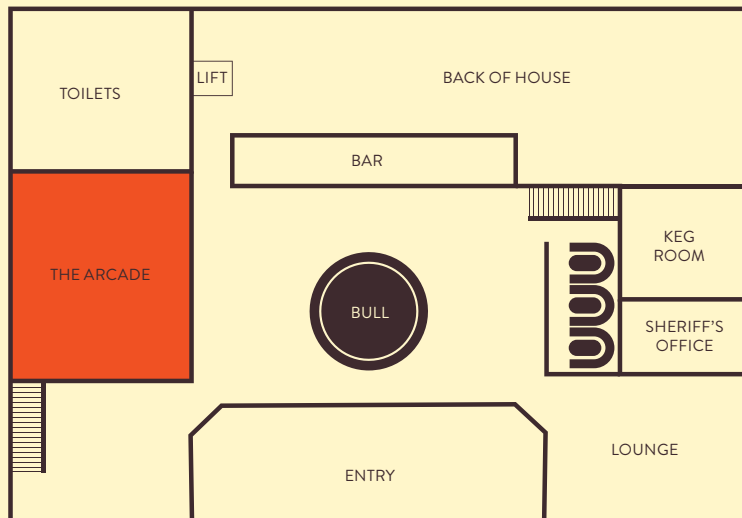 TOILETS
LIFT
BACK OF HOUSE
BAR
THE ARCADE
BULL
KEG
ROOM
SHERIFF'S
OFFICE
LOUNGE
ENTRY